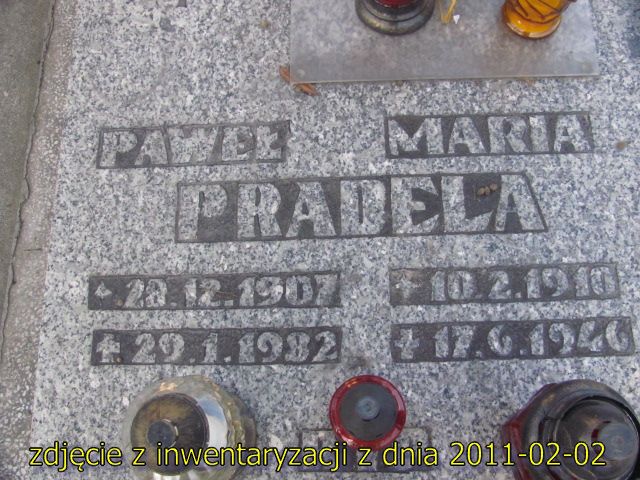 PAWEŁ MARIA
PRADELA
* 28.12.1907 * 10.2.1910
✝ 29.1.1982 ✝ 17.6.1946
zdjęcie z inwentaryzacji z dnia 2011-02-02